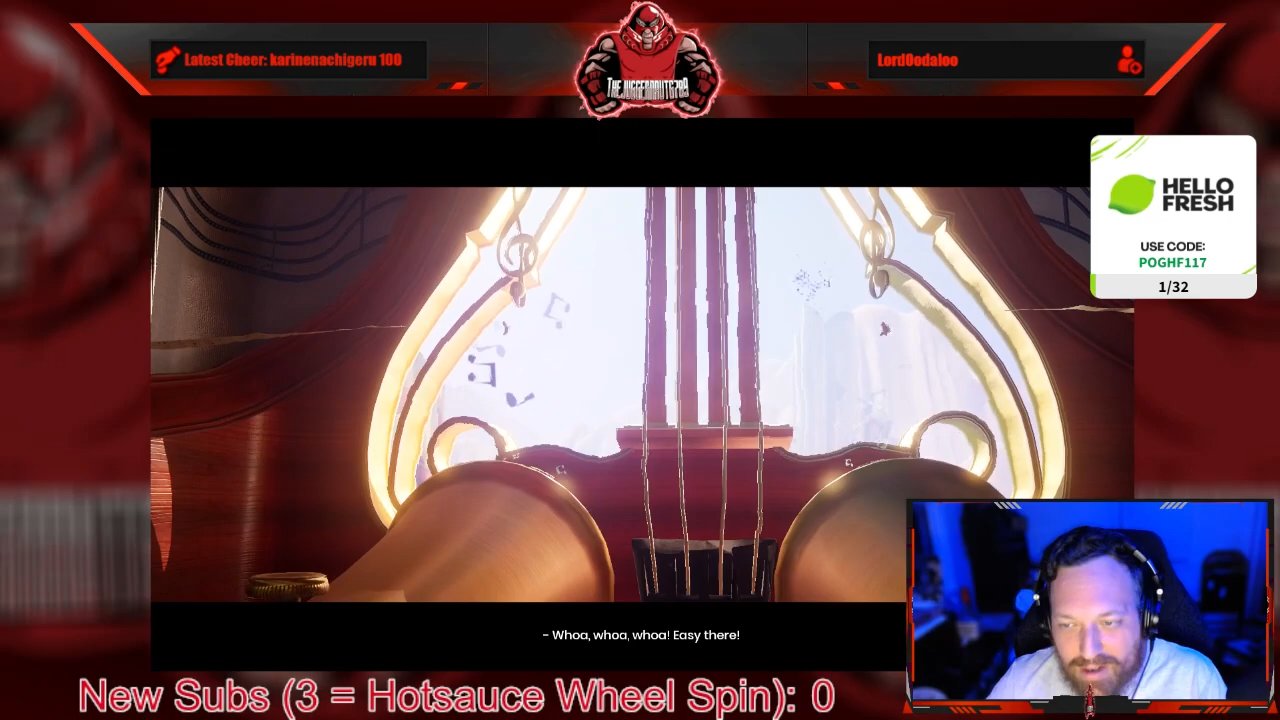 Latest Cheer: karinenachigeru 100
THEJUGGERNAUT6789
LordOodaloo
HELLO
FRESH
USE CODE:
POGHF117
1/32
- Whoa, whoa, whoa! Easy there!
New Subs (3 = Hotsauce Wheel Spin): 0